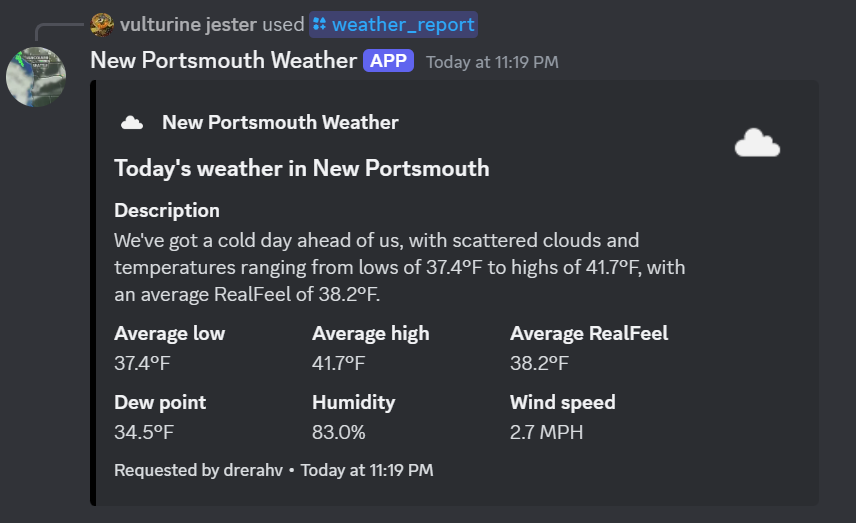 vulturine jester used weather_report
New Portsmouth Weather APP Today at 11:19 PM
New Portsmouth Weather
Today's weather in New Portsmouth
Description
We've got a cold day ahead of us, with scattered clouds and
temperatures ranging from lows of 37.4°F to highs of 41.7°F, with
an average RealFeel of 38.2°F.
Average low Average high Average RealFeel
37.4°F 41.7°F 38.2°F
Dew point Humidity Wind speed
34.5°F 83.0% 2.7 MPH
Requested by drerahv • Today at 11:19 PM